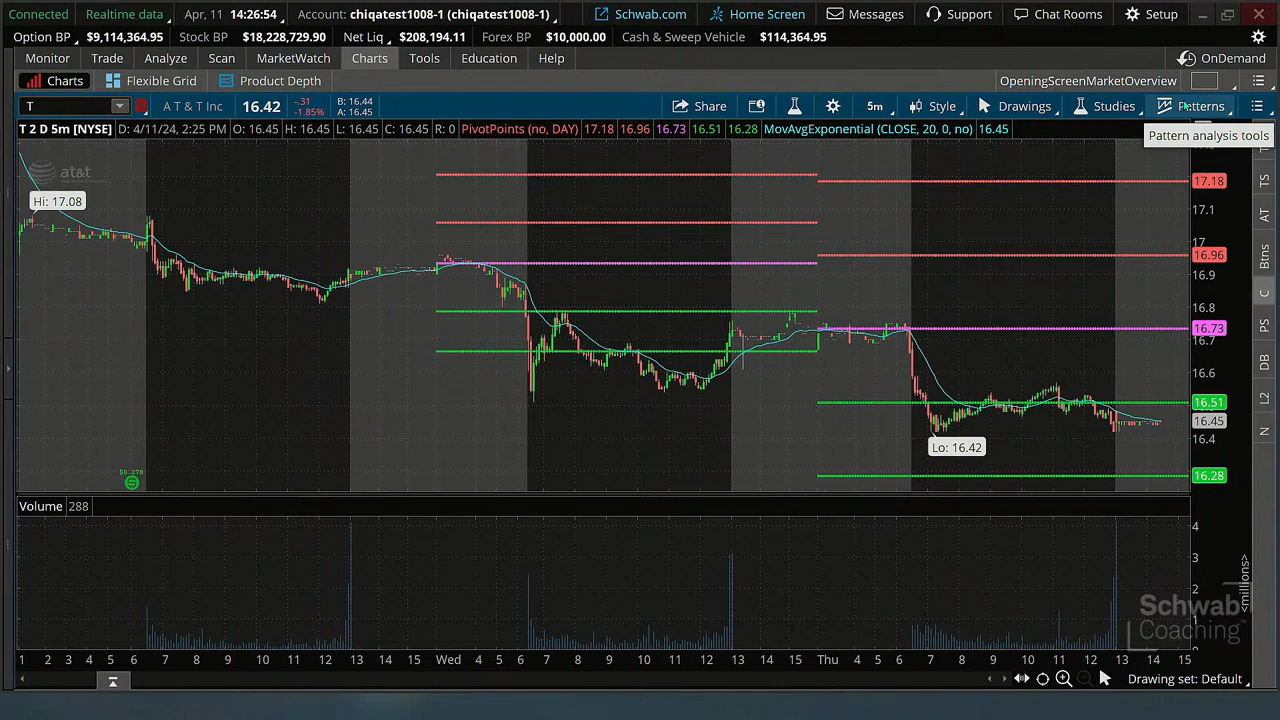 Connected Realtime data Apr, 11 14:26:54 Account: chiqatest1008-1 (chiqatest1008-1) Schwab.com Home Screen Messages Support Chat Rooms Setup
Option BP $9,114,364.95 Stock BP $18,228,729.90 Net Liq $208,194.11 Forex BP $10,000.00 Cash & Sweep Vehicle $114,364.95
Monitor Trade Analyze Scan MarketWatch Charts Tools Education Help OnDemand
Charts Flexible Grid Product Depth OpeningScreenMarketOverview
T A T & T Inc 16.42 -.31 B: 16.44 Share 5m Style Drawings Studies Patterns
-1.85% A: 16.45
T 2 D 5m [NYSE] D: 4/11/24, 2:25 PM O: 16.45 H: 16.45 L: 16.45 C: 16.45 R: 0 PivotPoints (no, DAY) 17.18 16.96 16.73 16.51 16.28 MovAvgExponential (CLOSE, 20, 0, no) 16.45
Pattern analysis tools
at&t
Hi: 17.08
17.18
17.1
17
16.96
16.9
16.8
16.73
16.7
16.6
16.51
16.45
16.4
Lo: 16.42
16.28
TS
AT
Btns
C
PS
DB
L2
N
Volume 288
4
3
2
1
0
<millions>
Schwab
Coaching
1 2 3 4 5 6 7 8 9 10 11 12 13 14 15 Wed 4 5 6 7 8 9 10 11 12 13 14 15 Thu 4 5 6 7 8 9 10 11 12 13 14 15
Drawing set: Default